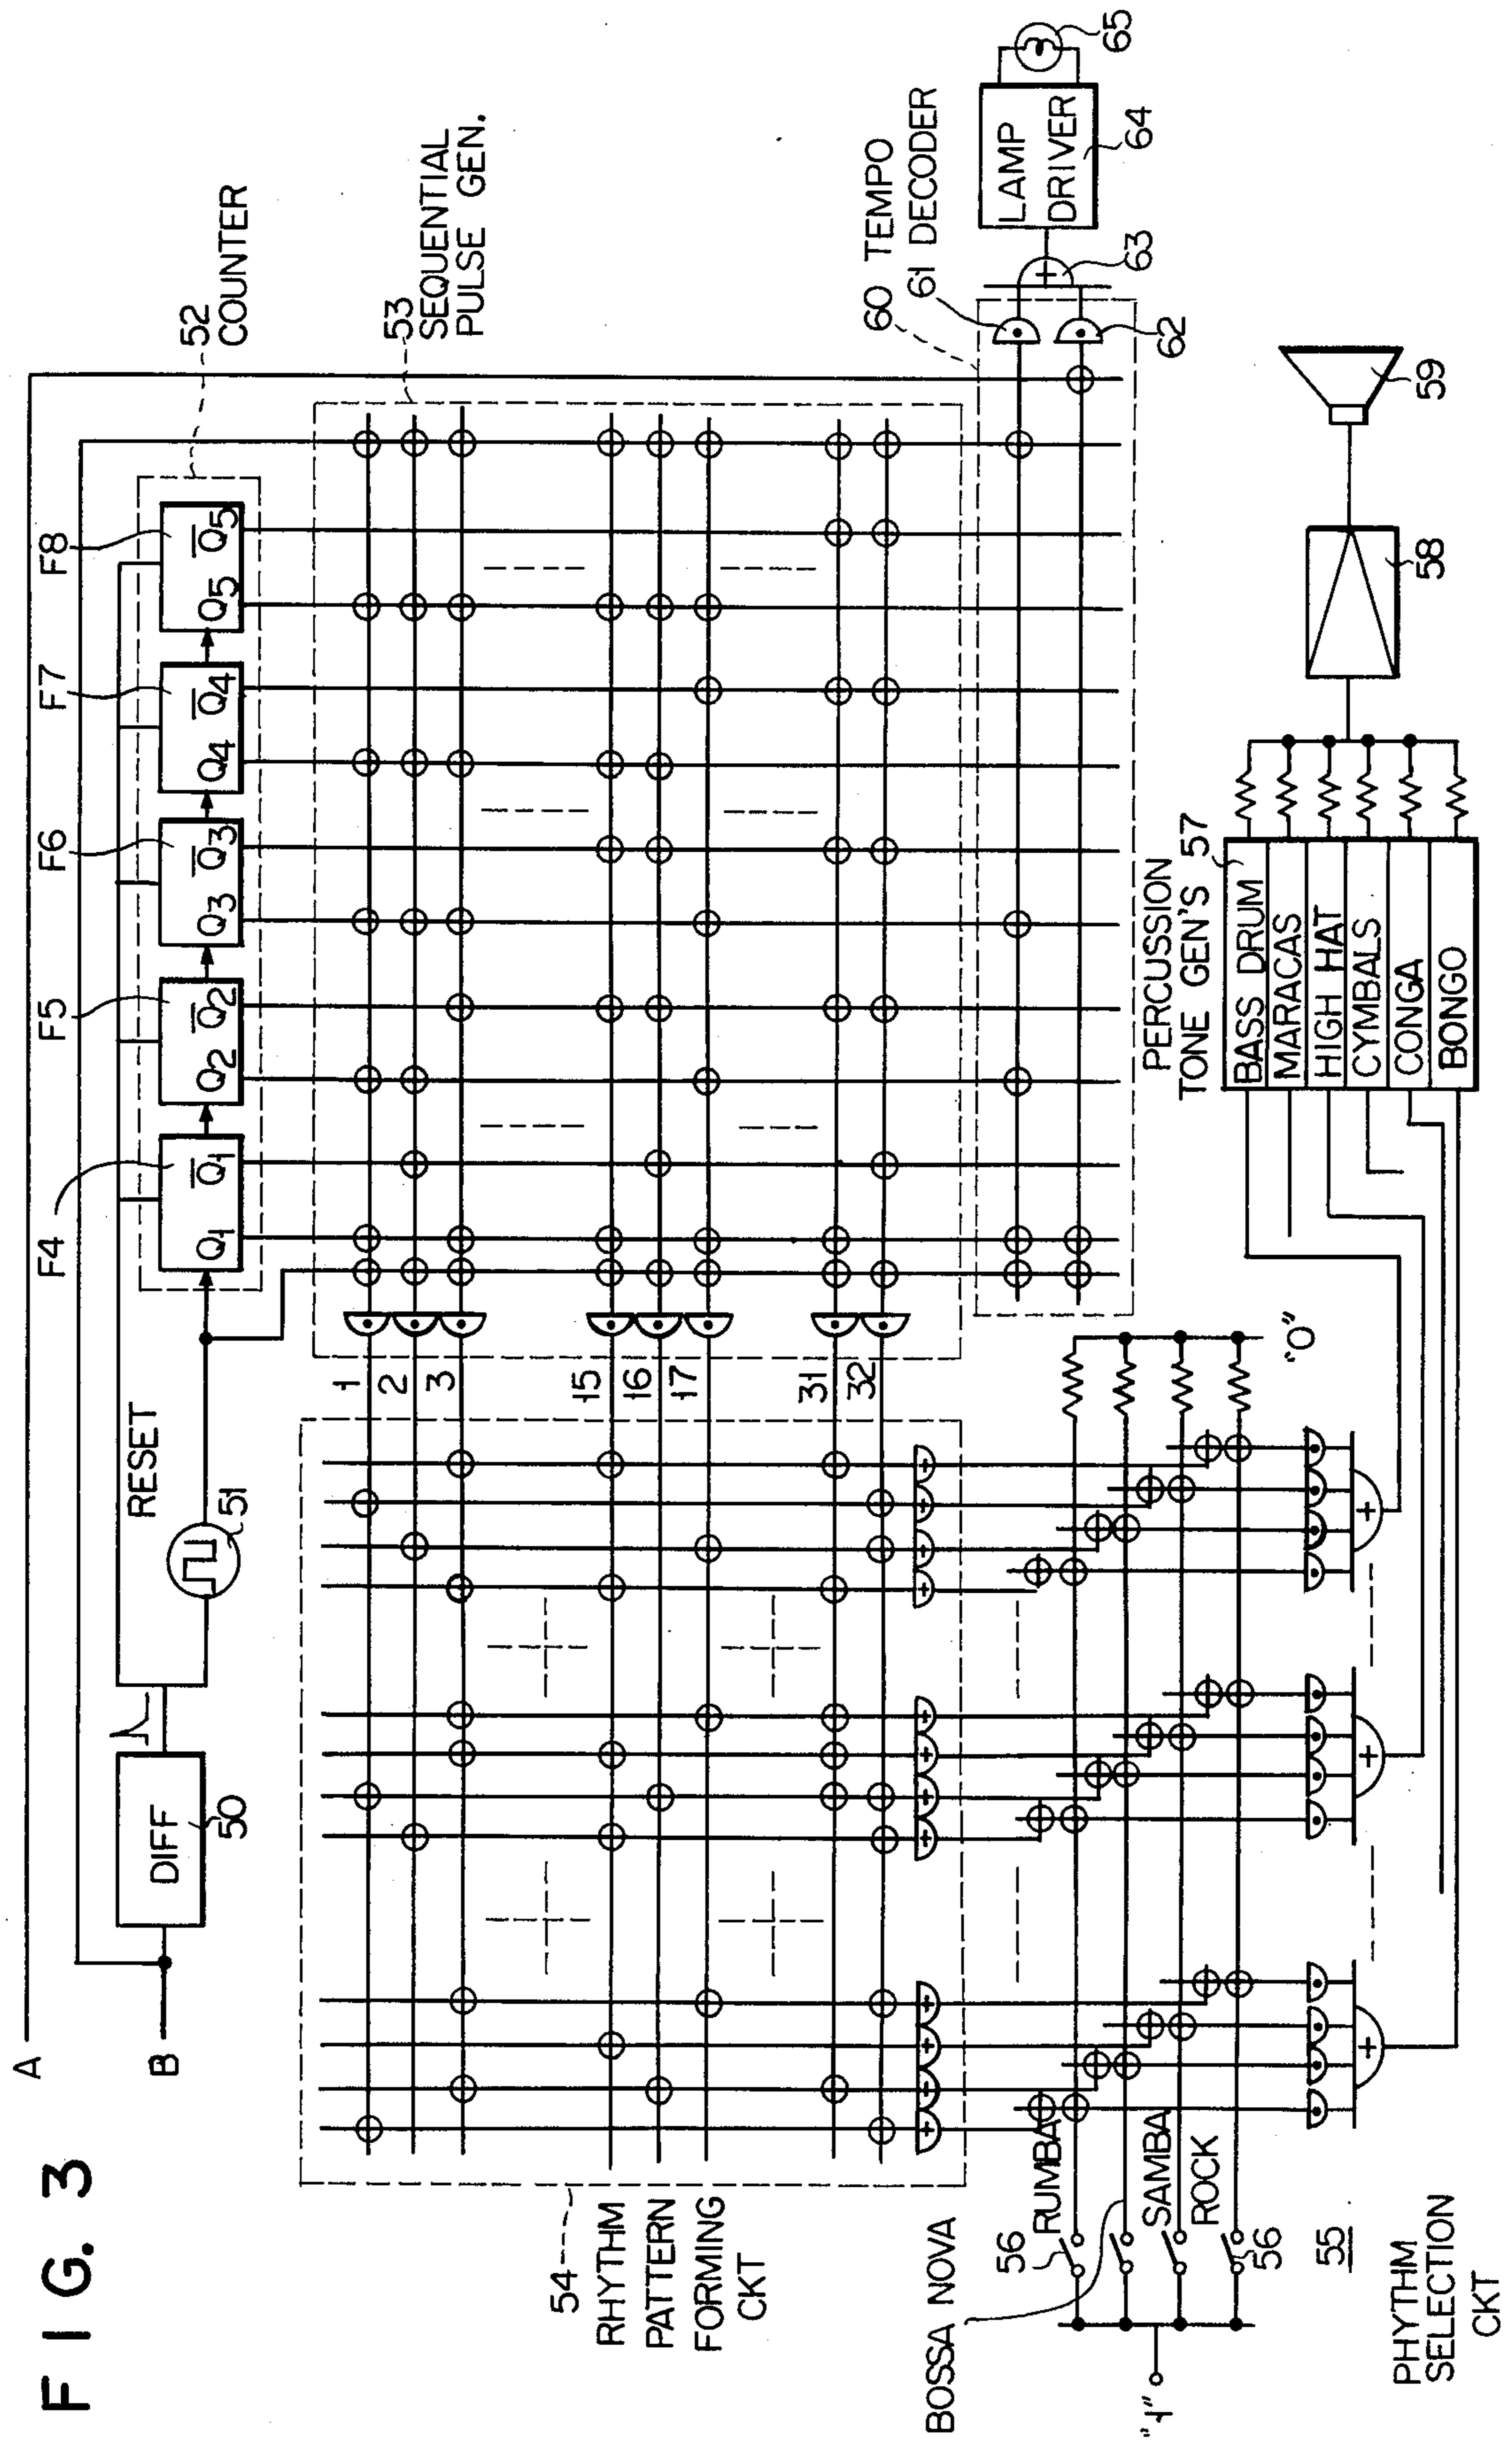 FIG. 3
A
B
DIFF
50
RESET
51
F4
F5
F6
F7
F8
Q1 Q̅1
Q2 Q̅2
Q3 Q̅3
Q4 Q̅4
Q5 Q̅5
52
COUNTER
53
SEQUENTIAL
PULSE GEN.
54
RHYTHM
PATTERN
FORMING
CKT
1
2
3
15
16
17
31
32
60 TEMPO
61 DECODER
62
63
LAMP
DRIVER
64
65
BOSSA NOVA
RUMBA
SAMBA
ROCK
56
56
"1"
"0"
55
PHYTHM
SELECTION
CKT
PERCUSSION
TONE GEN'S 57
BASS DRUM
MARACAS
HIGH HAT
CYMBALS
CONGA
BONGO
58
59